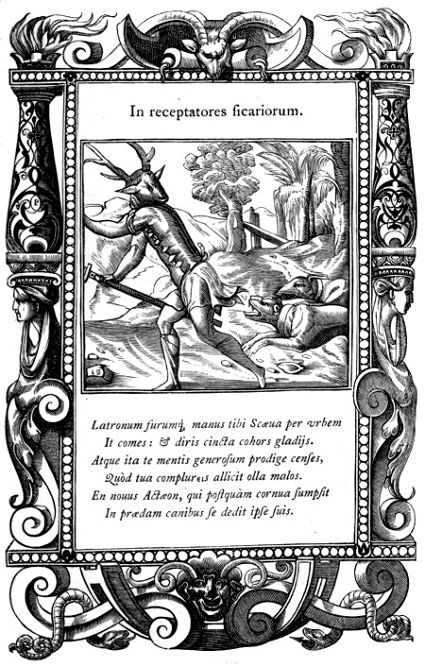 In receptatores ſicariorum.
Latronum furumq́, manus tibi Scæua per vrbem
It comes: & diris cincta cohors gladijs.
Atque ita te mentis generoſum prodige cenſes,
Quòd tua complureıs allicit olla malos.
En nouus Actæon, qui poſtquàm cornua ſumpſit
In prædam canibus ſe dedit ipſe ſuis.